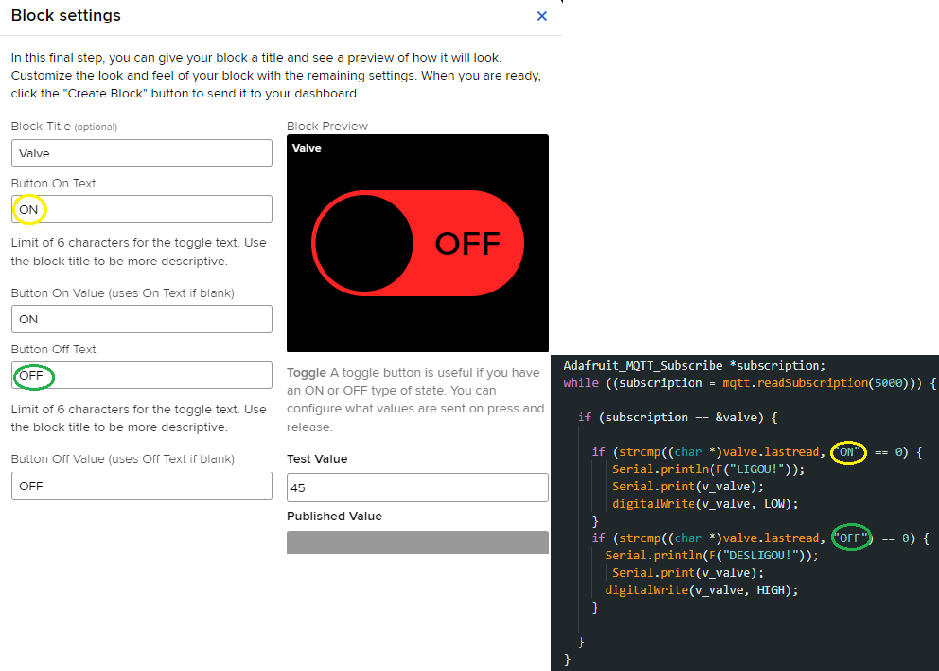 Block settings
×
In this final step, you can give your block a title and see a preview of how it will look.
Customize the look and feel of your block with the remaining settings. When you are ready,
click the "Create Block" button to send it to your dashboard.
Block Title (optional)
Valve
Button On Text
ON
Limit of 6 characters for the toggle text. Use
the block title to be more descriptive.
Button On Value (uses On Text if blank)
ON
Button Off Text
OFF
Limit of 6 characters for the toggle text. Use
the block title to be more descriptive.
Button Off Value (uses Off Text if blank)
OFF
Block Preview
Valve
OFF
Toggle A toggle button is useful if you have
an ON or OFF type of state. You can
configure what values are sent on press and
release.
Test Value
45
Published Value
Adafruit_MQTT_Subscribe *subscription;
while ((subscription = mqtt.readSubscription(5000))) {
if (subscription == &valve) {
if (strcmp((char *)valve.lastread, "ON") == 0) {
Serial.println(F("LIGOU!"));
Serial.print(v_valve);
digitalWrite(v_valve, LOW);
}
if (strcmp((char *)valve.lastread, "OFF") == 0) {
Serial.println(F("DESLIGOU!"));
Serial.print(v_valve);
digitalWrite(v_valve, HIGH);
}
}
}